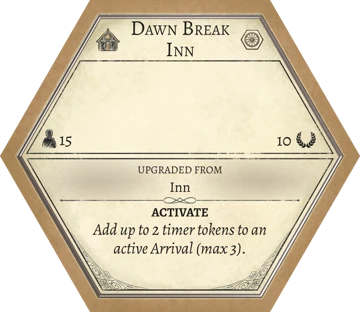 Dawn Break
Inn
15
10
UPGRADED FROM
Inn
ACTIVATE
Add up to 2 timer tokens to an
active Arrival (max 3).